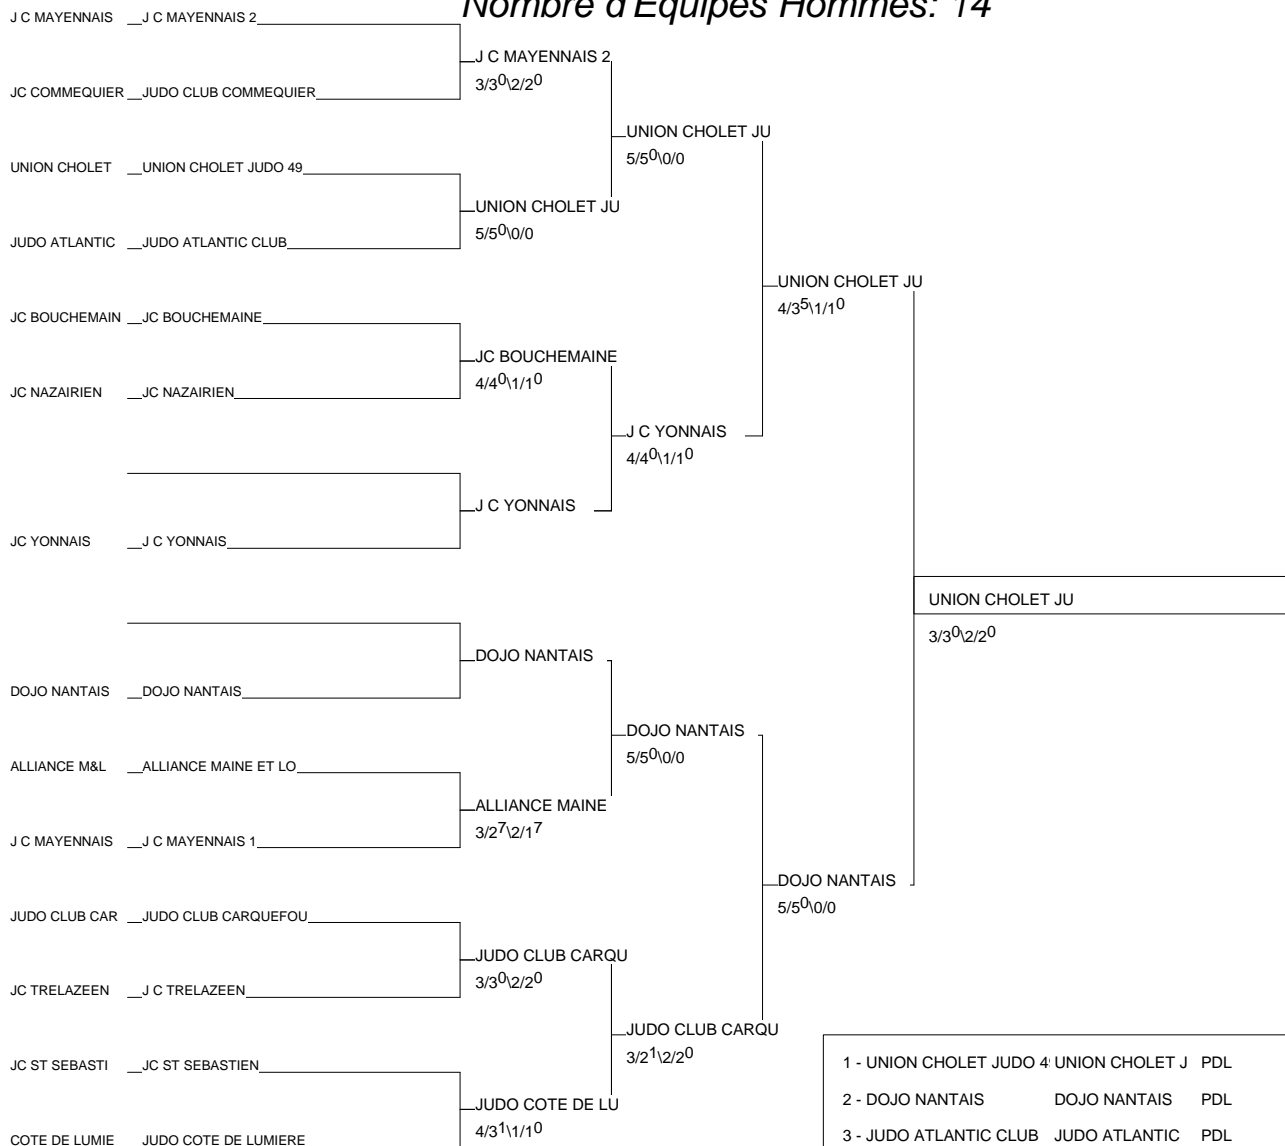 Nombre d'Equipes Hommes: 14
J C MAYENNAIS J C MAYENNAIS 2
J C MAYENNAIS 2
3/3⁰\2/2⁰
JC COMMEQUIER JUDO CLUB COMMEQUIER
UNION CHOLET JU
5/5⁰\0/0
UNION CHOLET UNION CHOLET JUDO 49
UNION CHOLET JU
5/5⁰\0/0
JUDO ATLANTIC JUDO ATLANTIC CLUB
UNION CHOLET JU
4/3⁵\1/1⁰
JC BOUCHEMAIN JC BOUCHEMAINE
JC BOUCHEMAINE
4/4⁰\1/1⁰
JC NAZAIRIEN JC NAZAIRIEN
J C YONNAIS
4/4⁰\1/1⁰
J C YONNAIS
JC YONNAIS J C YONNAIS
UNION CHOLET JU
3/3⁰\2/2⁰
DOJO NANTAIS
DOJO NANTAIS DOJO NANTAIS
DOJO NANTAIS
5/5⁰\0/0
ALLIANCE M&L ALLIANCE MAINE ET LO
ALLIANCE MAINE
3/2⁷\2/1⁷
J C MAYENNAIS J C MAYENNAIS 1
DOJO NANTAIS
5/5⁰\0/0
JUDO CLUB CAR JUDO CLUB CARQUEFOU
JUDO CLUB CARQU
3/3⁰\2/2⁰
JC TRELAZEEN J C TRELAZEEN
JUDO CLUB CARQU
3/2¹\2/2⁰
JC ST SEBASTI JC ST SEBASTIEN
JUDO COTE DE LU
4/3¹\1/1⁰
COTE DE LUMIE JUDO COTE DE LUMIERE
1 - UNION CHOLET JUDO 4 UNION CHOLET J PDL
2 - DOJO NANTAIS DOJO NANTAIS PDL
3 - JUDO ATLANTIC CLUB JUDO ATLANTIC PDL